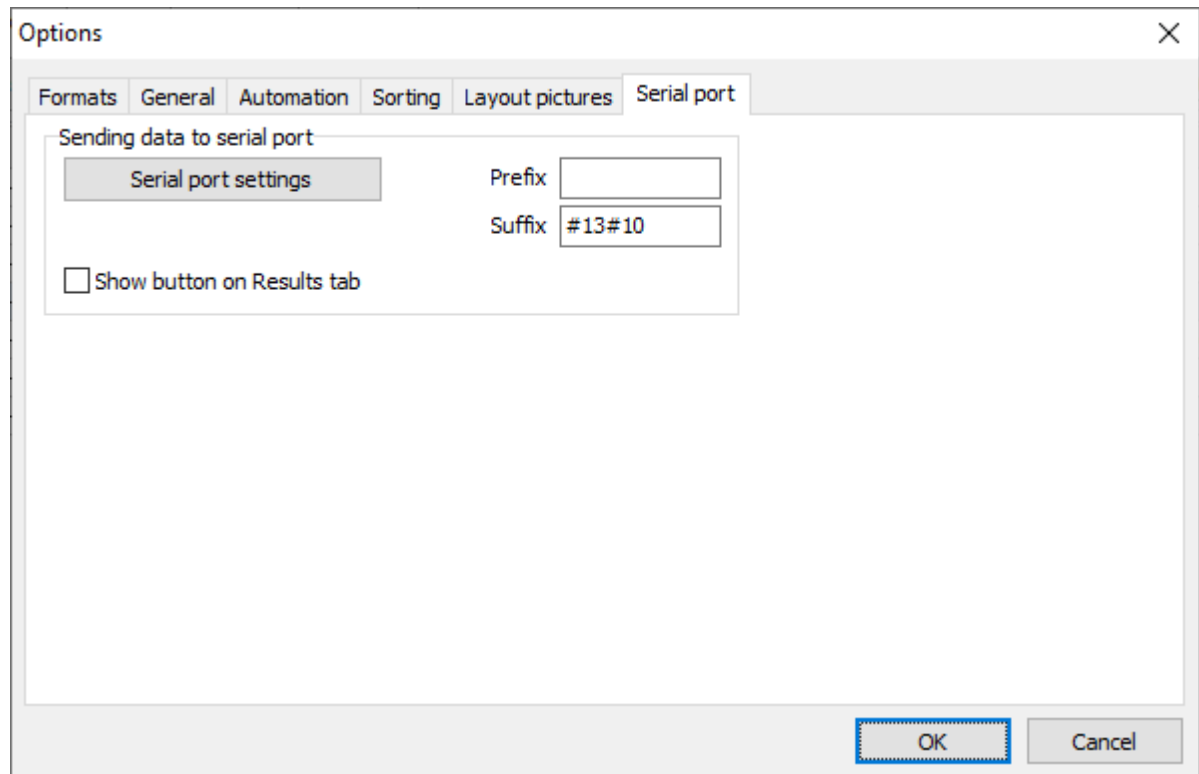 Options
Formats General Automation Sorting Layout pictures Serial port
Sending data to serial port
Serial port settings
Prefix
Suffix #13#10
Show button on Results tab
OK Cancel